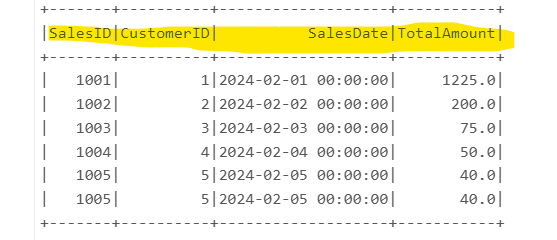 +-------+----------+-------------------+-----------+
|SalesID|CustomerID|          SalesDate|TotalAmount|
+-------+----------+-------------------+-----------+
|   1001|         1|2024-02-01 00:00:00|     1225.0|
|   1002|         2|2024-02-02 00:00:00|      200.0|
|   1003|         3|2024-02-03 00:00:00|       75.0|
|   1004|         4|2024-02-04 00:00:00|       50.0|
|   1005|         5|2024-02-05 00:00:00|       40.0|
|   1005|         5|2024-02-05 00:00:00|       40.0|
+-------+----------+-------------------+-----------+